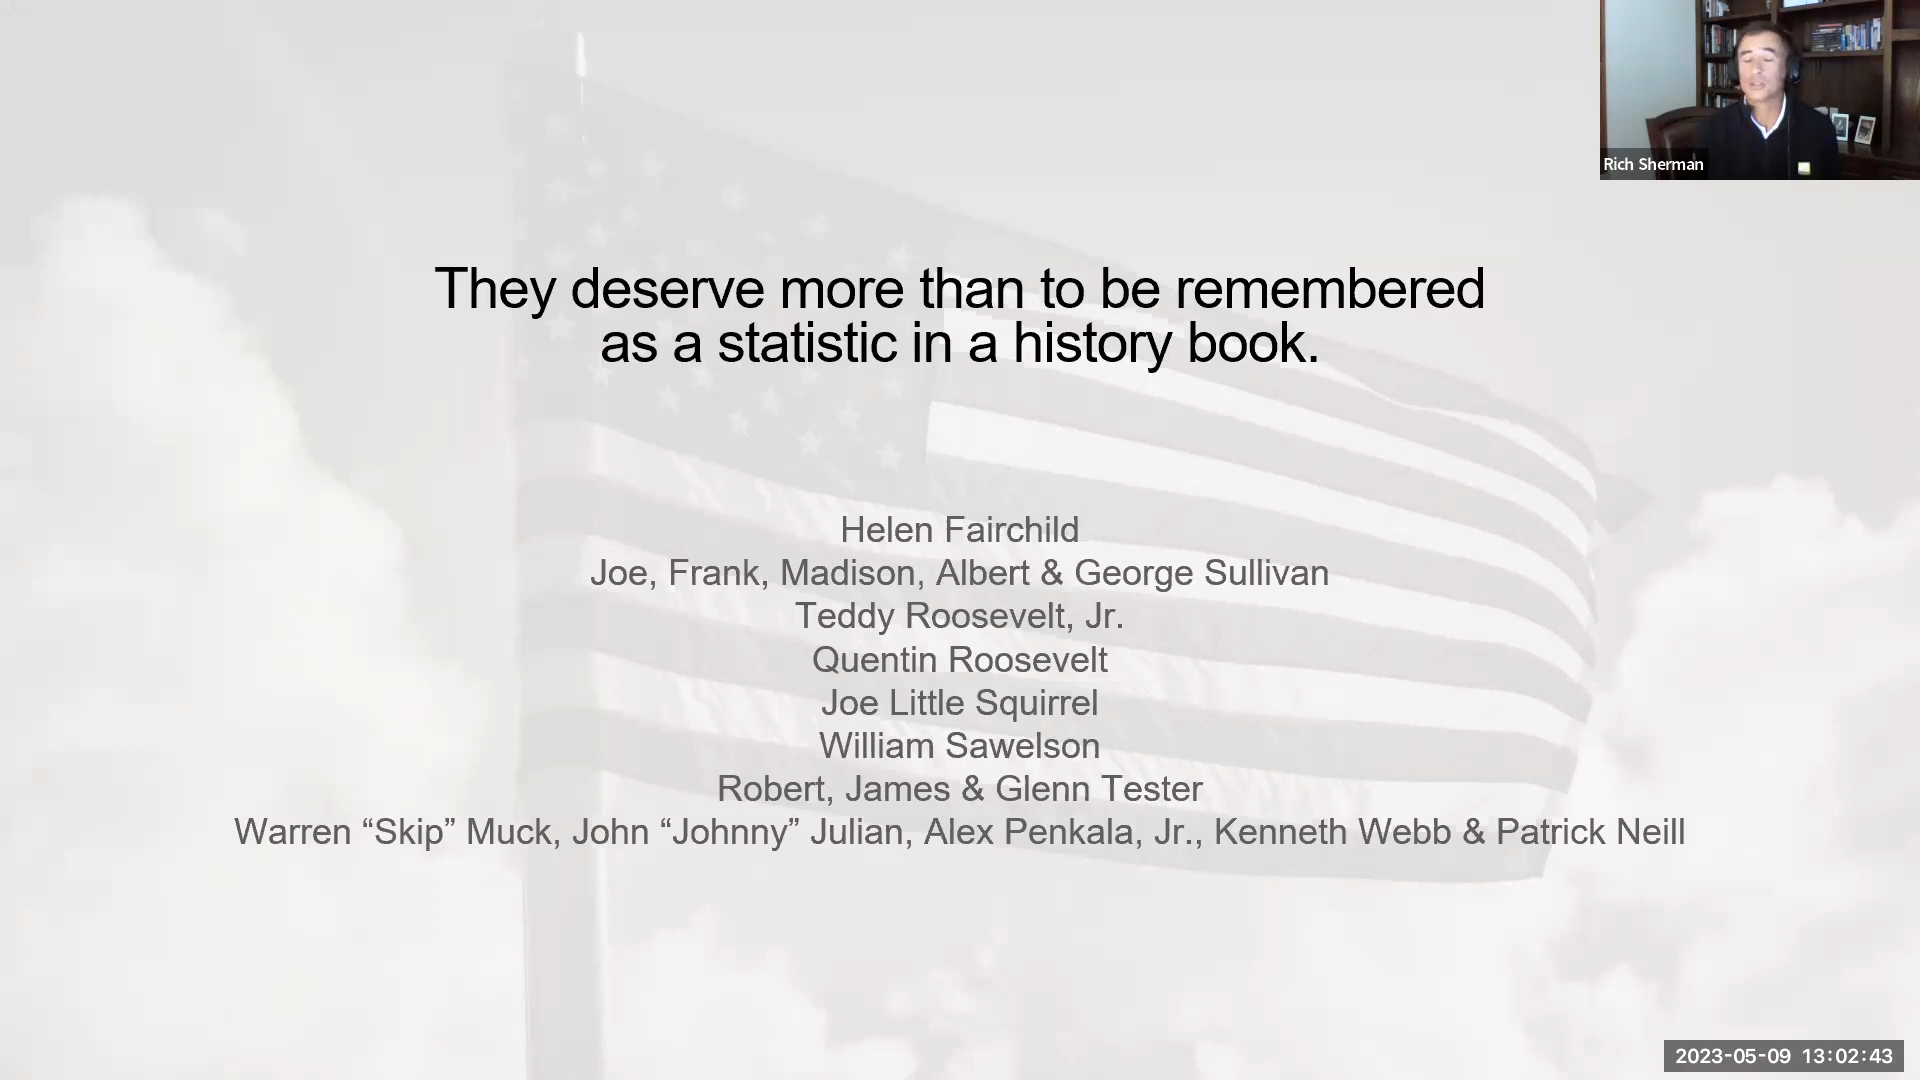 Rich Sherman
They deserve more than to be remembered
as a statistic in a history book.
Helen Fairchild
Joe, Frank, Madison, Albert & George Sullivan
Teddy Roosevelt, Jr.
Quentin Roosevelt
Joe Little Squirrel
William Sawelson
Robert, James & Glenn Tester
Warren “Skip” Muck, John “Johnny” Julian, Alex Penkala, Jr., Kenneth Webb & Patrick Neill
2023-05-09 13:02:43